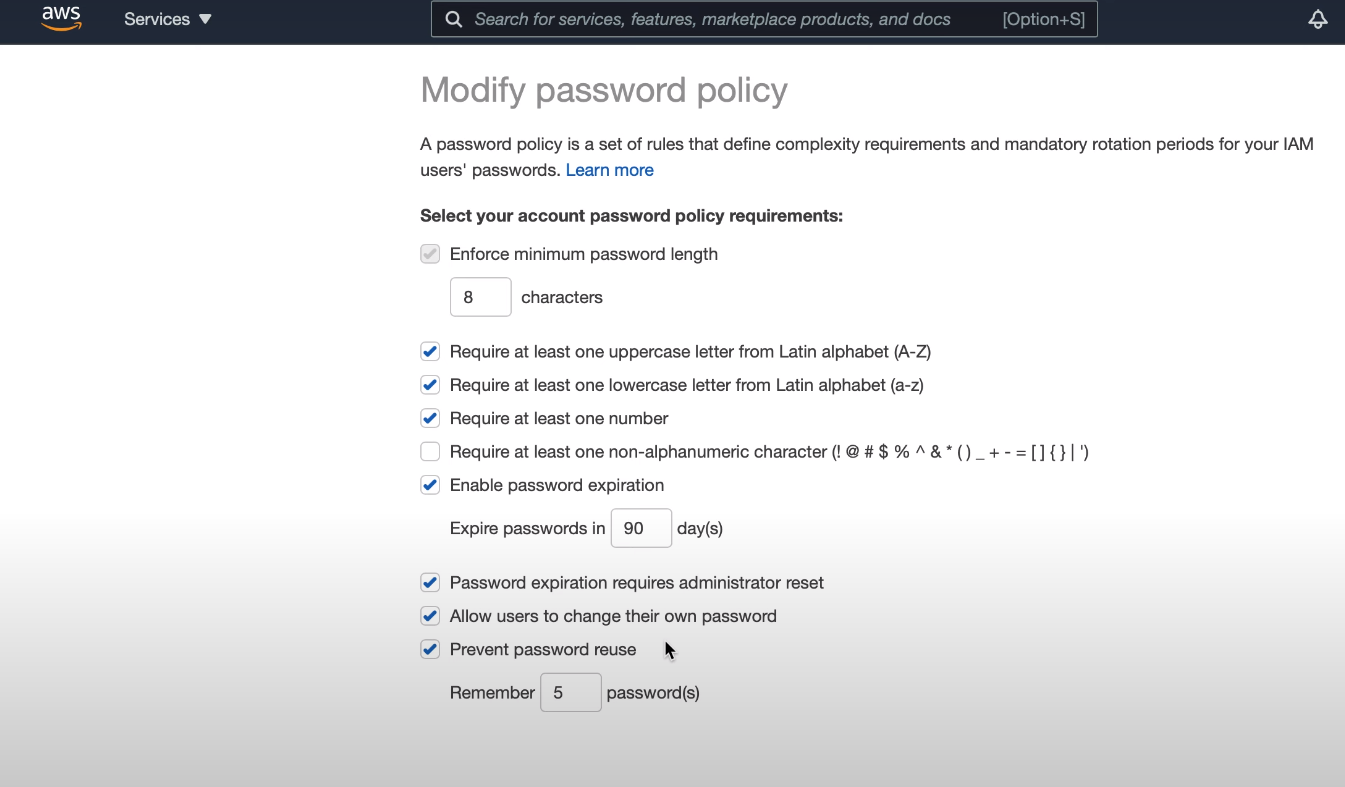 aws
Services ▼
Search for services, features, marketplace products, and docs [Option+S]
Modify password policy
A password policy is a set of rules that define complexity requirements and mandatory rotation periods for your IAM
users' passwords. Learn more
Select your account password policy requirements:
Enforce minimum password length
8 characters
Require at least one uppercase letter from Latin alphabet (A-Z)
Require at least one lowercase letter from Latin alphabet (a-z)
Require at least one number
Require at least one non-alphanumeric character (! @ # $ % ^ & * ( ) _ + - = [ ] { } | ')
Enable password expiration
Expire passwords in 90 day(s)
Password expiration requires administrator reset
Allow users to change their own password
Prevent password reuse
Remember 5 password(s)